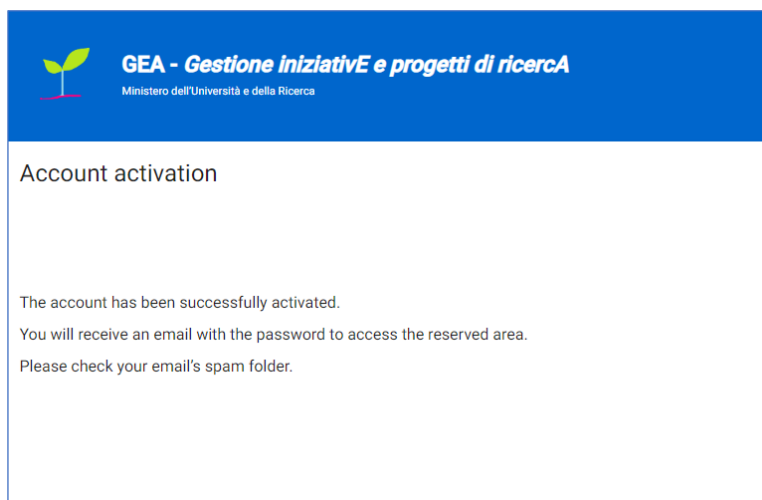 GEA - Gestione iniziativE e progetti di ricercA
Ministero dell'Università e della Ricerca
Account activation
The account has been successfully activated.
You will receive an email with the password to access the reserved area.
Please check your email's spam folder.